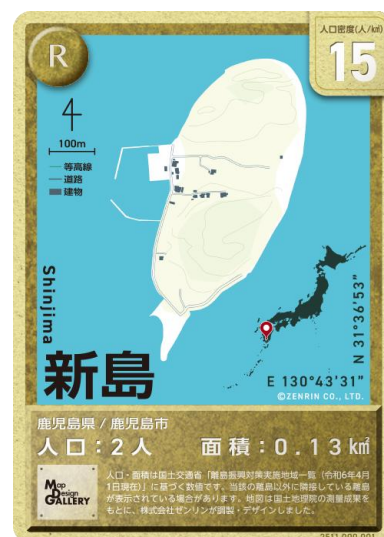 R
人口密度(人/㎢)
15
4
100m
等高線
道路
建物
Shinjima
新島
N 31°36'53"
E 130°43'31"
©ZENRIN CO., LTD.
鹿児島県 / 鹿児島市
人口:2人 面積:0.13㎢
Map Design GALLERY
人口・面積は国土交通省「離島振興対策実施地域一覧(令和6年4月
1日現在)」に基づく数値です。当該の離島以外に隣接している離島
が表示されている場合があります。地図は国土地理院の測量成果を
もとに、株式会社ゼンリンが調製・デザインしました。